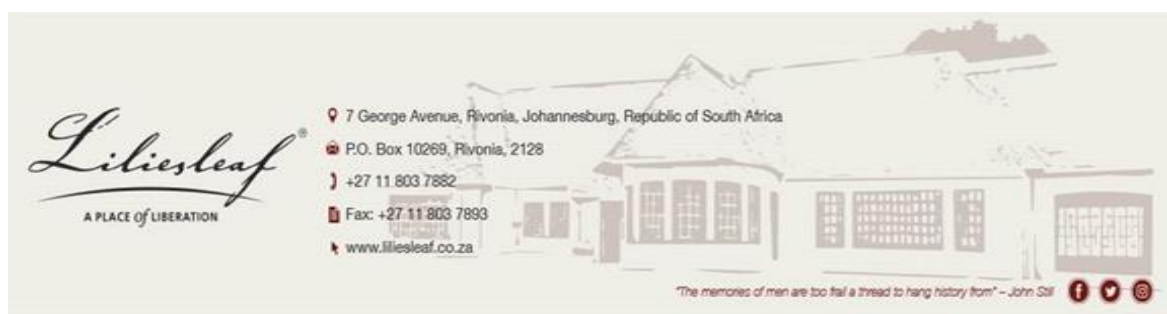 Liliesleaf®
A PLACE of LIBERATION
7 George Avenue, Rivonia, Johannesburg, Republic of South Africa
P.O. Box 10269, Rivonia, 2128
+27 11 803 7882
Fax: +27 11 803 7893
www.liliesleaf.co.za
"The memories of men are too frail a thread to hang history from" – John Still